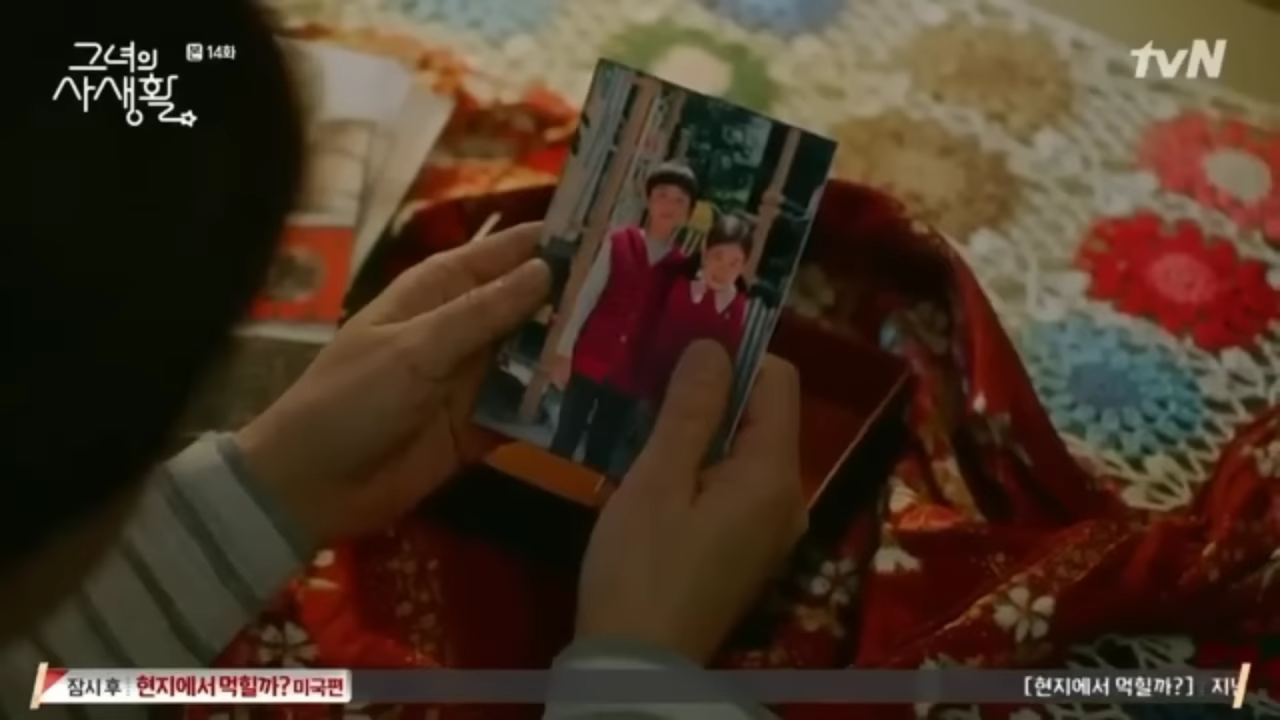 그녀의
사생활
본 14화
tvN
잠시 후 현지에서 먹힐까? 미국편
[현지에서 먹힐까?]